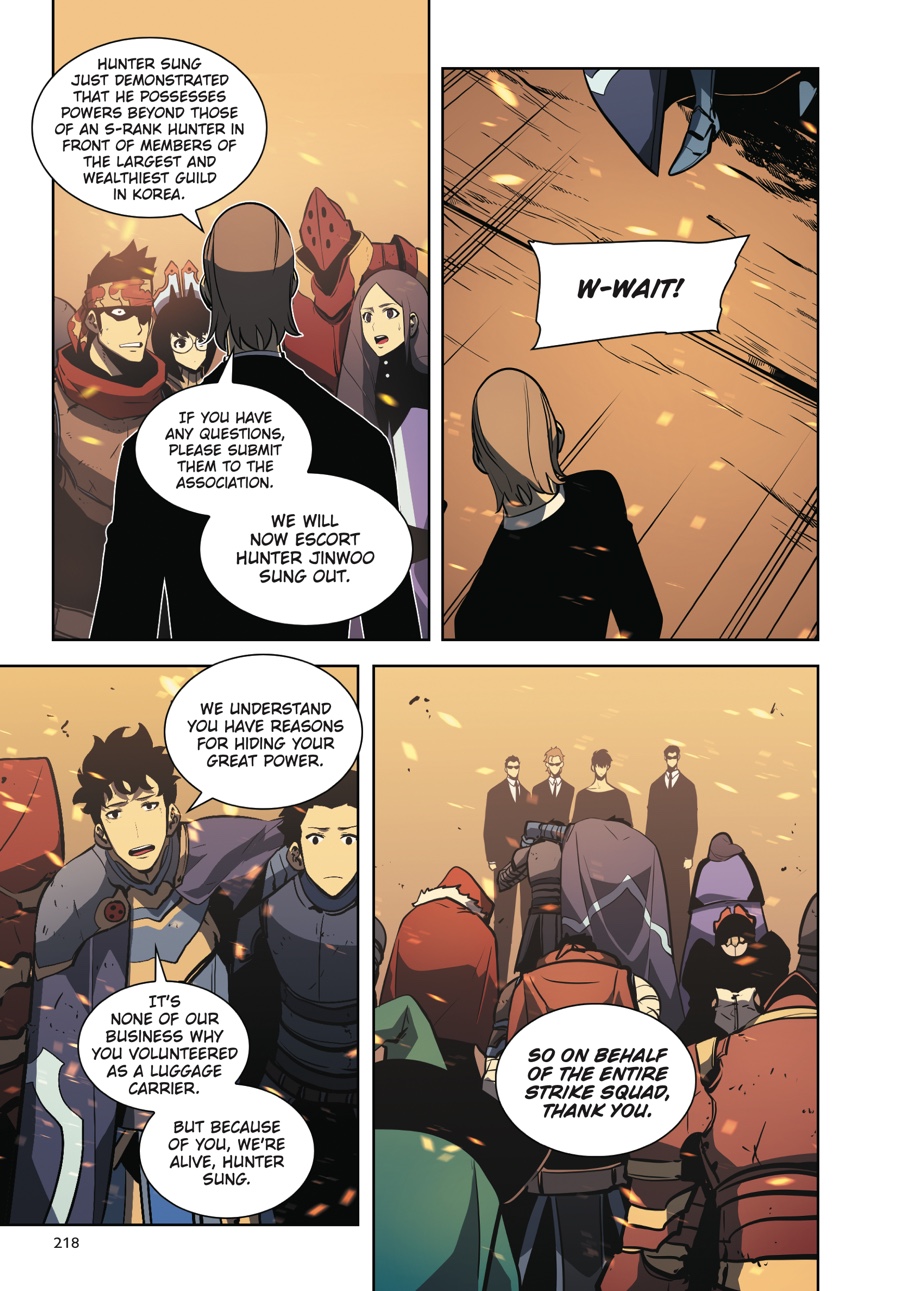 HUNTER SUNG
JUST DEMONSTRATED
THAT HE POSSESSES
POWERS BEYOND THOSE
OF AN S-RANK HUNTER IN
FRONT OF MEMBERS OF
THE LARGEST AND
WEALTHIEST GUILD
IN KOREA.
IF YOU HAVE
ANY QUESTIONS,
PLEASE SUBMIT
THEM TO THE
ASSOCIATION.
WE WILL
NOW ESCORT
HUNTER JINWOO
SUNG OUT.
W-WAIT!
WE UNDERSTAND
YOU HAVE REASONS
FOR HIDING YOUR
GREAT POWER.
IT'S
NONE OF OUR
BUSINESS WHY
YOU VOLUNTEERED
AS A LUGGAGE
CARRIER.
BUT BECAUSE
OF YOU, WE'RE
ALIVE, HUNTER
SUNG.
SO ON BEHALF
OF THE ENTIRE
STRIKE SQUAD,
THANK YOU.
218